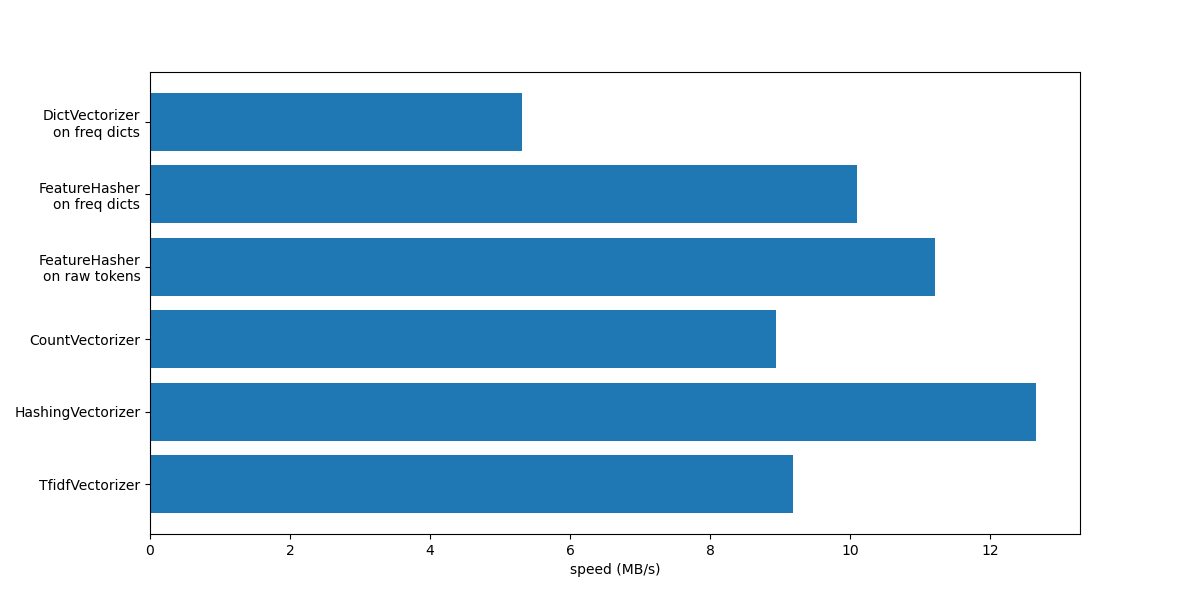 DictVectorizer
on freq dicts
FeatureHasher
on freq dicts
FeatureHasher
on raw tokens
CountVectorizer
HashingVectorizer
TfidfVectorizer
0 2 4 6 8 10 12
speed (MB/s)